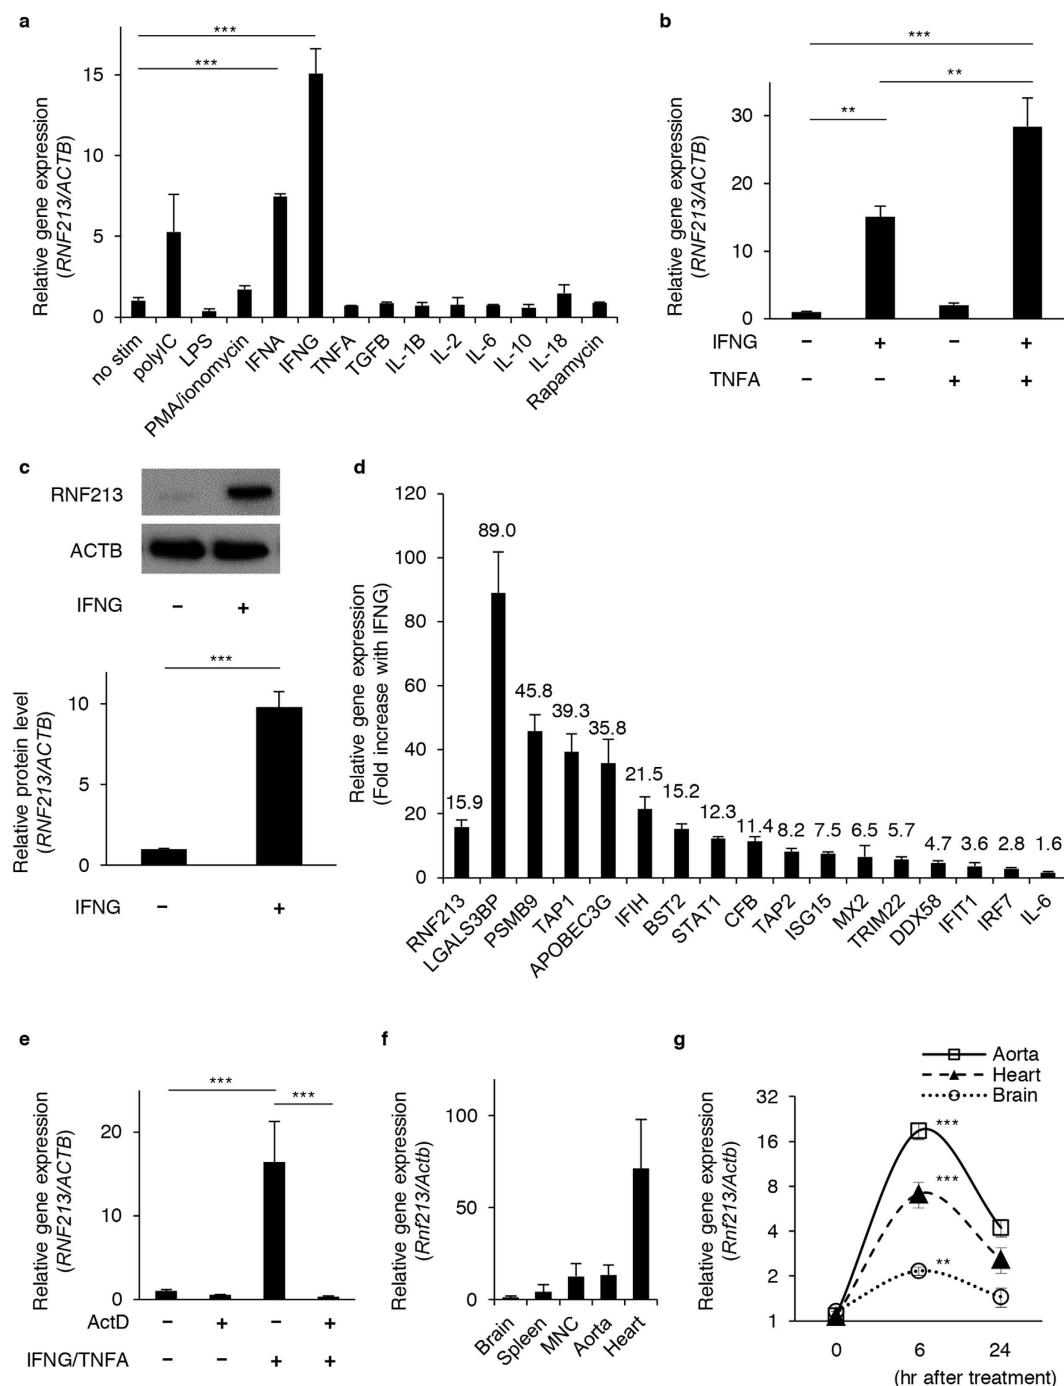 a
Relative gene expression
(RNF213/ACTB)
15
10
5
0
***
***
no stim
polyIC
LPS
PMA/ionomycin
IFNA
IFNG
TNFA
TGFB
IL-1B
IL-2
IL-6
IL-10
IL-18
Rapamycin
b
Relative gene expression
(RNF213/ACTB)
30
20
10
0
***
**
**
IFNG − + − +
TNFA − − + +
c
RNF213
ACTB
IFNG − +
Relative protein level
(RNF213/ACTB)
10
5
0
***
IFNG − +
d
Relative gene expression
(Fold increase with IFNG)
120
100
80
60
40
20
0
15.9
89.0
45.8
39.3
35.8
21.5
15.2
12.3
11.4
8.2
7.5
6.5
5.7
4.7
3.6
2.8
1.6
RNF213
LGALS3BP
PSMB9
TAP1
APOBEC3G
IFIH
BST2
STAT1
CFB
TAP2
ISG15
MX2
TRIM22
DDX58
IFIT1
IRF7
IL-6
e
Relative gene expression
(RNF213/ACTB)
20
10
0
***
***
ActD − + − +
IFNG/TNFA − − + +
f
Relative gene expression
(Rnf213/Actb)
100
50
0
Brain
Spleen
MNC
Aorta
Heart
g
Aorta
Heart
Brain
Relative gene expression
(Rnf213/Actb)
32
16
8
4
2
1
***
***
**
0 6 24
(hr after treatment)